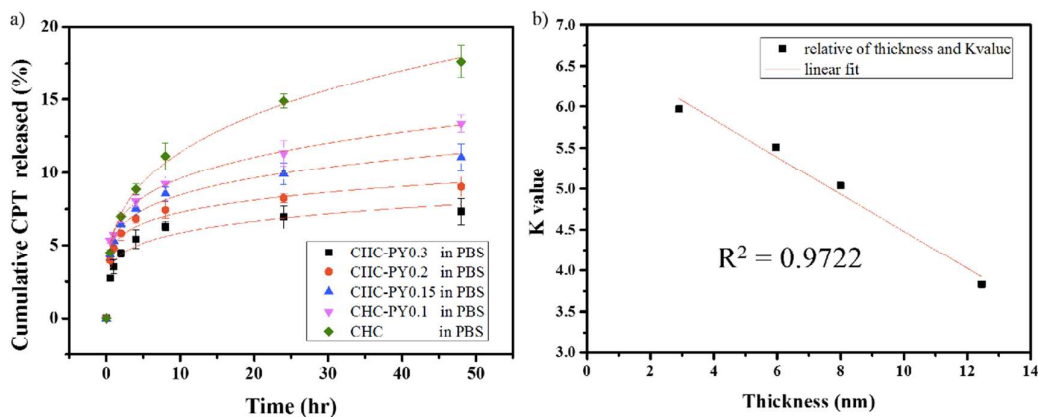 a)
Cumulative CPT released (%)
20
15
10
5
0
0 10 20 30 40 50
Time (hr)
CHC-PY0.3 in PBS
CHC-PY0.2 in PBS
CHC-PY0.15 in PBS
CHC-PY0.1 in PBS
CHC in PBS
b)
K value
6.0
7.0
6.5
6.0
5.5
5.0
4.5
4.0
3.5
3.0
0 2 4 6 8 10 12 14
Thickness (nm)
relative of thickness and Kvalue
linear fit
R² = 0.9722